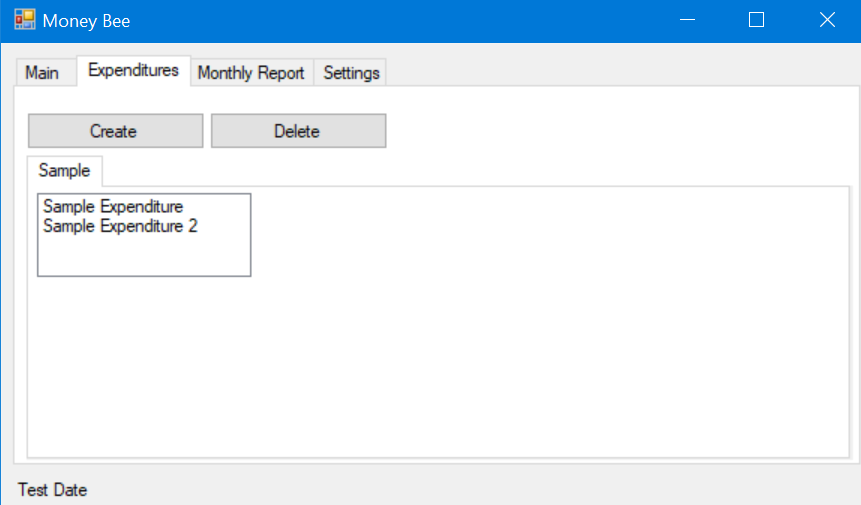 Money Bee
Main Expenditures Monthly Report Settings
Create Delete
Sample
Sample Expenditure
Sample Expenditure 2
Test Date